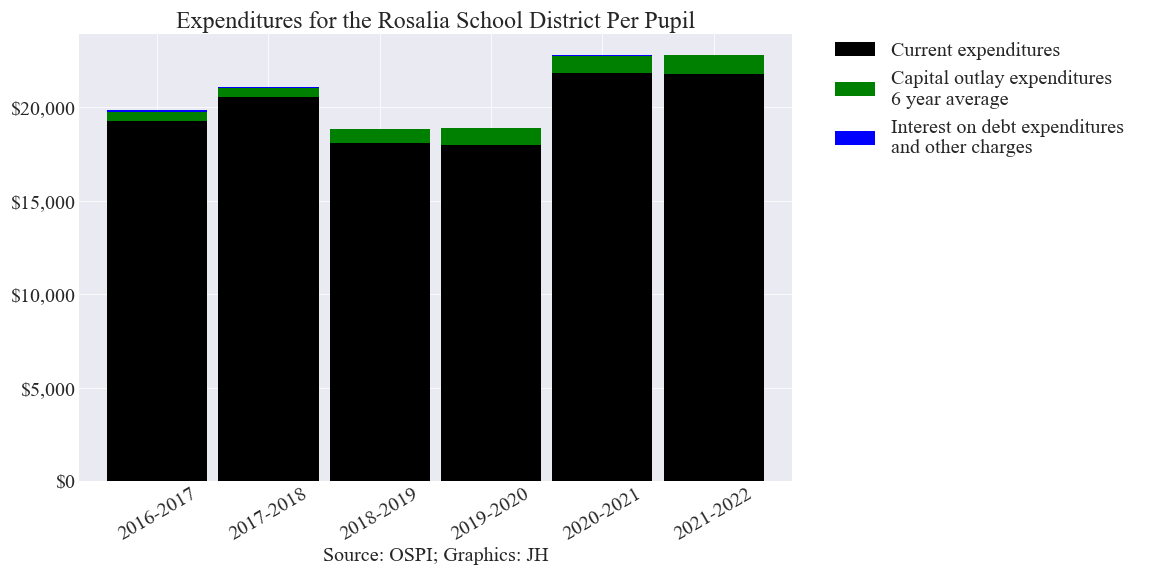 Expenditures for the Rosalia School District Per Pupil
Current expenditures
Capital outlay expenditures
6 year average
Interest on debt expenditures
and other charges
$20,000
$15,000
$10,000
$5,000
$0
2016-2017
2017-2018
2018-2019
2019-2020
2020-2021
2021-2022
Source: OSPI; Graphics: JH